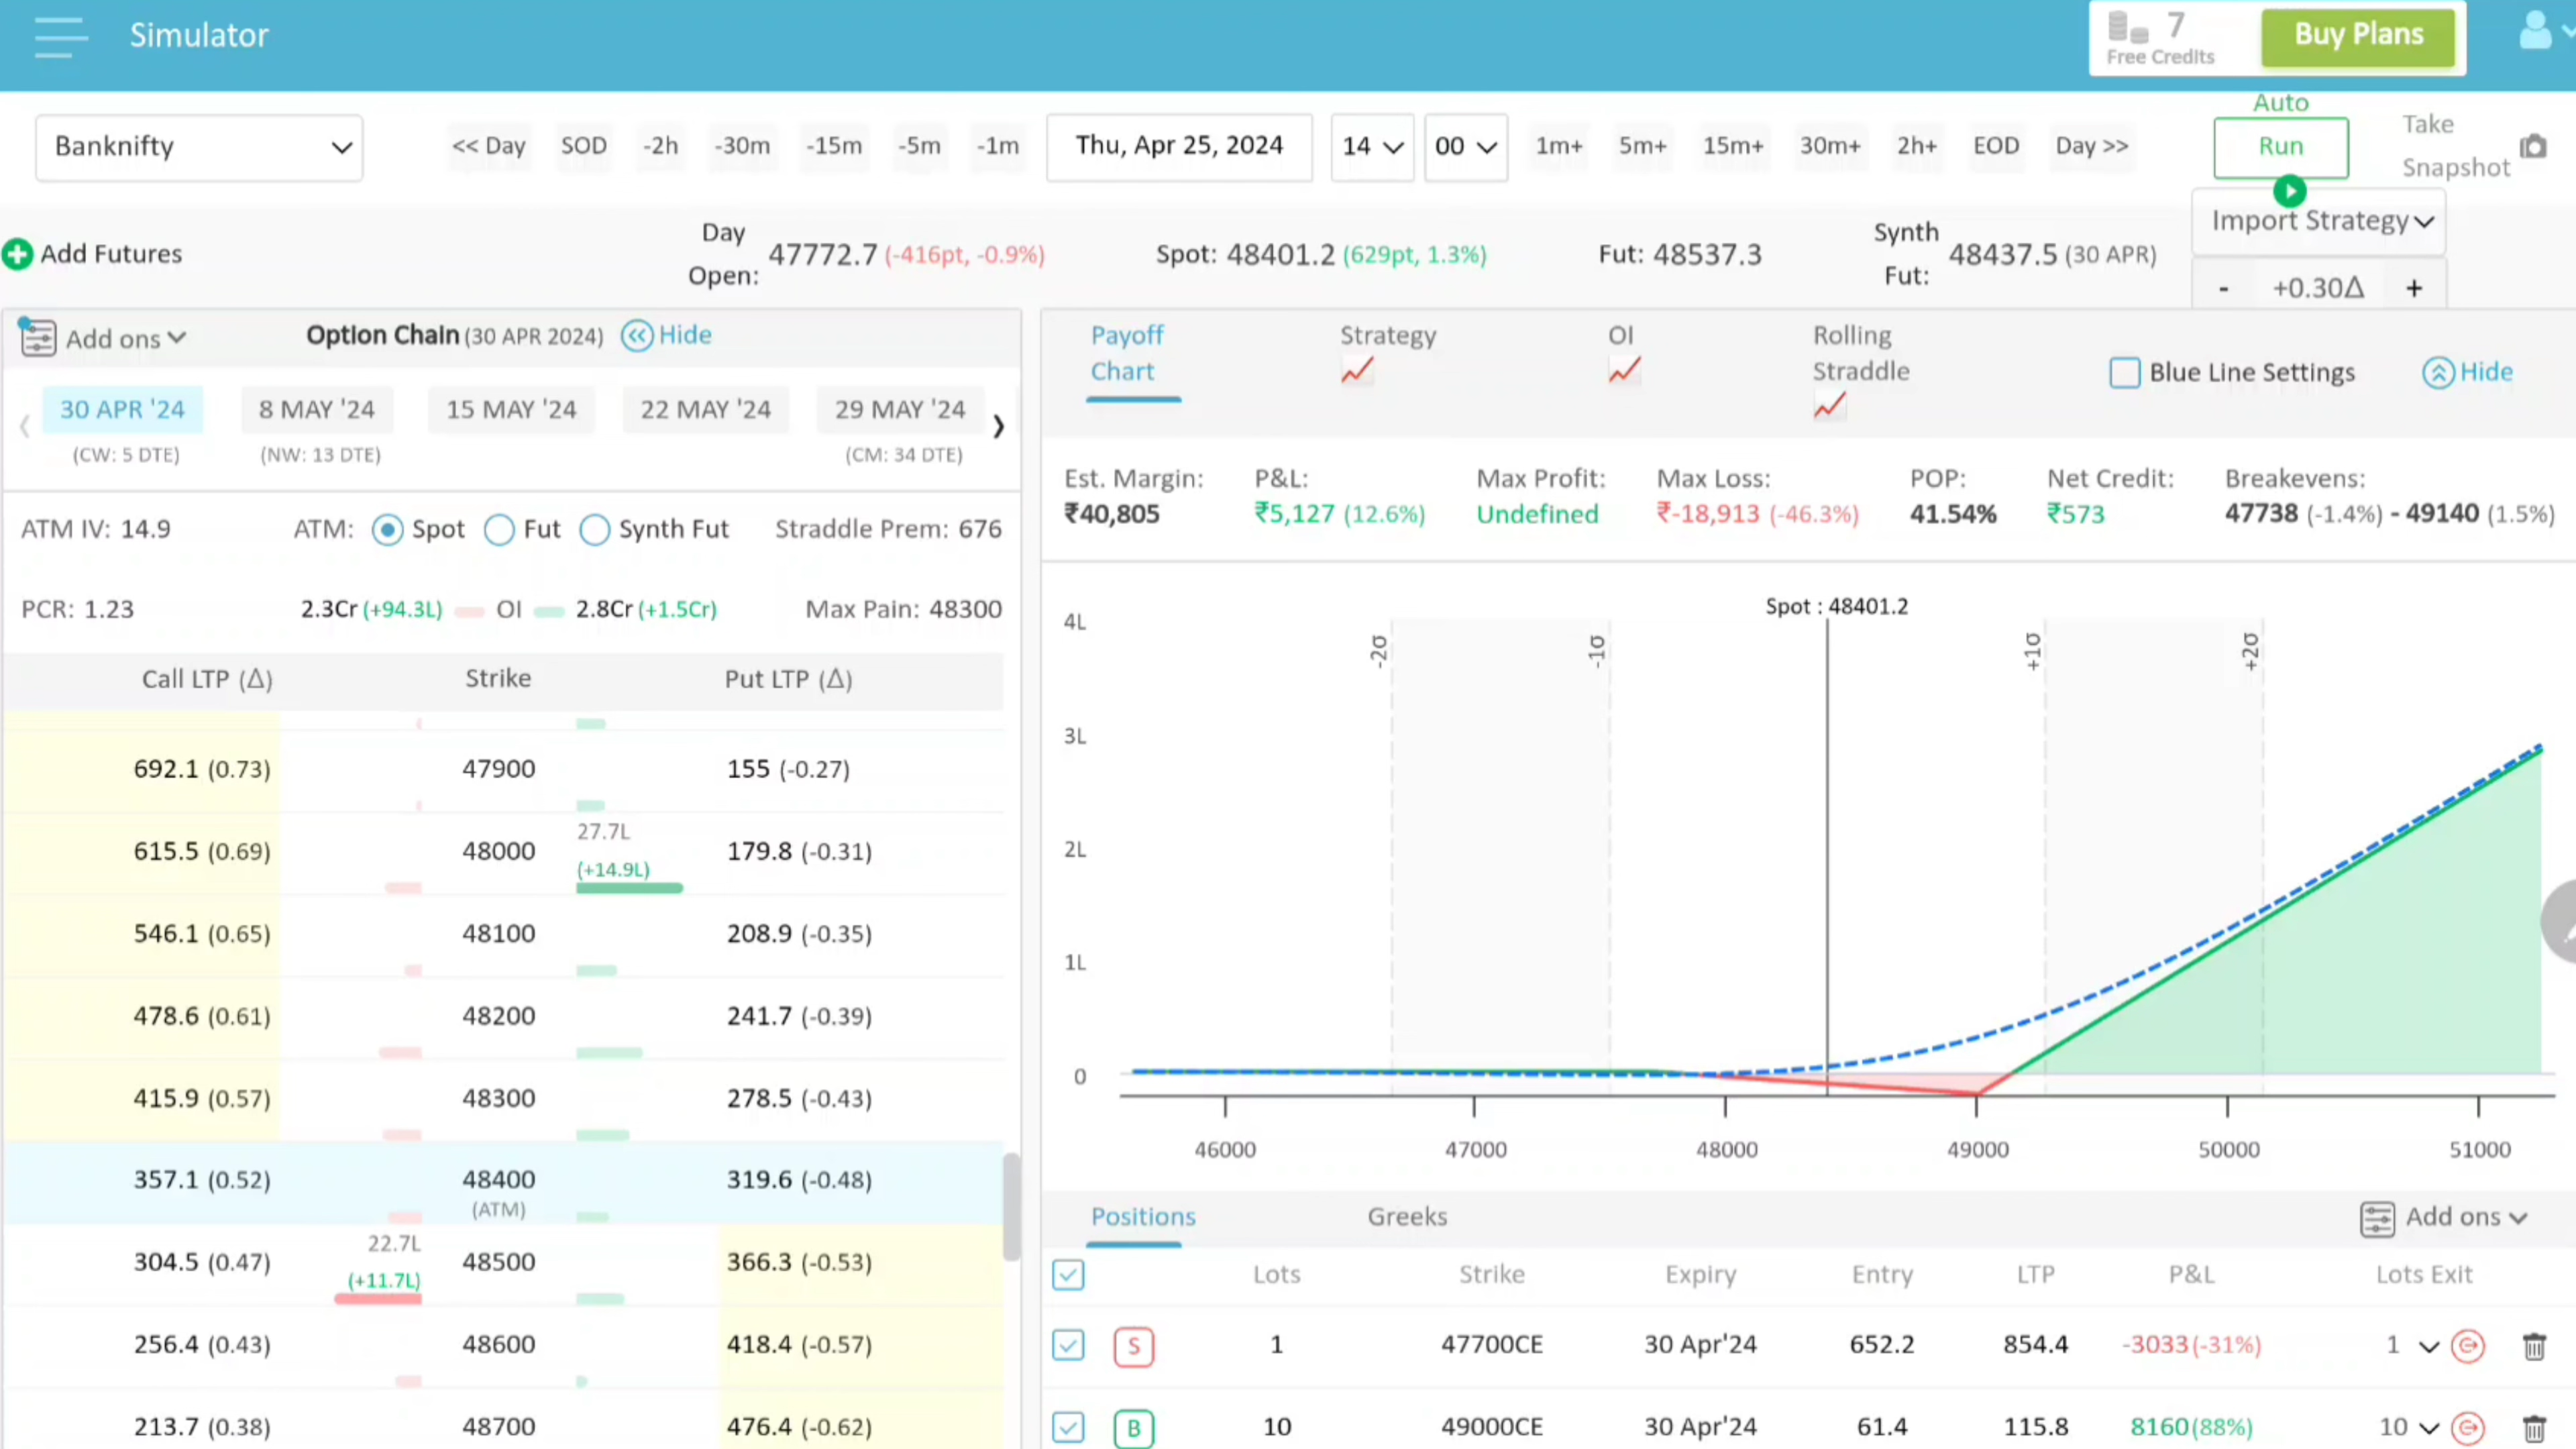 Simulator
7
Free Credits
Buy Plans
Banknifty
<< Day
SOD
-2h
-30m
-15m
-5m
-1m
Thu, Apr 25, 2024
14
00
1m+
5m+
15m+
30m+
2h+
EOD
Day >>
Auto
Run
Take
Snapshot
Add Futures
Day
Open: 47772.7 (-416pt, -0.9%)
Spot: 48401.2 (629pt, 1.3%)
Fut: 48537.3
Synth
Fut: 48437.5 (30 APR)
Import Strategy
- +0.30Δ +
Add ons
Option Chain (30 APR 2024)
Hide
30 APR '24
8 MAY '24
15 MAY '24
22 MAY '24
29 MAY '24
(CW: 5 DTE)
(NW: 13 DTE)
(CM: 34 DTE)
ATM IV: 14.9
ATM: Spot Fut Synth Fut
Straddle Prem: 676
PCR: 1.23
2.3Cr (+94.3L) OI 2.8Cr (+1.5Cr)
Max Pain: 48300
Call LTP (Δ) Strike Put LTP (Δ)
692.1 (0.73) 47900 155 (-0.27)
27.7L
615.5 (0.69) 48000 179.8 (-0.31)
(+14.9L)
546.1 (0.65) 48100 208.9 (-0.35)
478.6 (0.61) 48200 241.7 (-0.39)
415.9 (0.57) 48300 278.5 (-0.43)
357.1 (0.52) 48400 319.6 (-0.48)
(ATM)
22.7L
304.5 (0.47) 48500 366.3 (-0.53)
(+11.7L)
256.4 (0.43) 48600 418.4 (-0.57)
213.7 (0.38) 48700 476.4 (-0.62)
Payoff
Chart
Strategy
OI
Rolling
Straddle
Blue Line Settings
Hide
Est. Margin: P&L: Max Profit: Max Loss: POP: Net Credit: Breakevens:
₹40,805 ₹5,127 (12.6%) Undefined ₹-18,913 (-46.3%) 41.54% ₹573 47738 (-1.4%) - 49140 (1.5%)
Spot : 48401.2
-2σ
-1σ
+1σ
+2σ
4L
3L
2L
1L
0
46000 47000 48000 49000 50000 51000
Positions
Greeks
Add ons
Lots Strike Expiry Entry LTP P&L Lots Exit
S 1 47700CE 30 Apr'24 652.2 854.4 -3033(-31%) 1
B 10 49000CE 30 Apr'24 61.4 115.8 8160(88%) 10